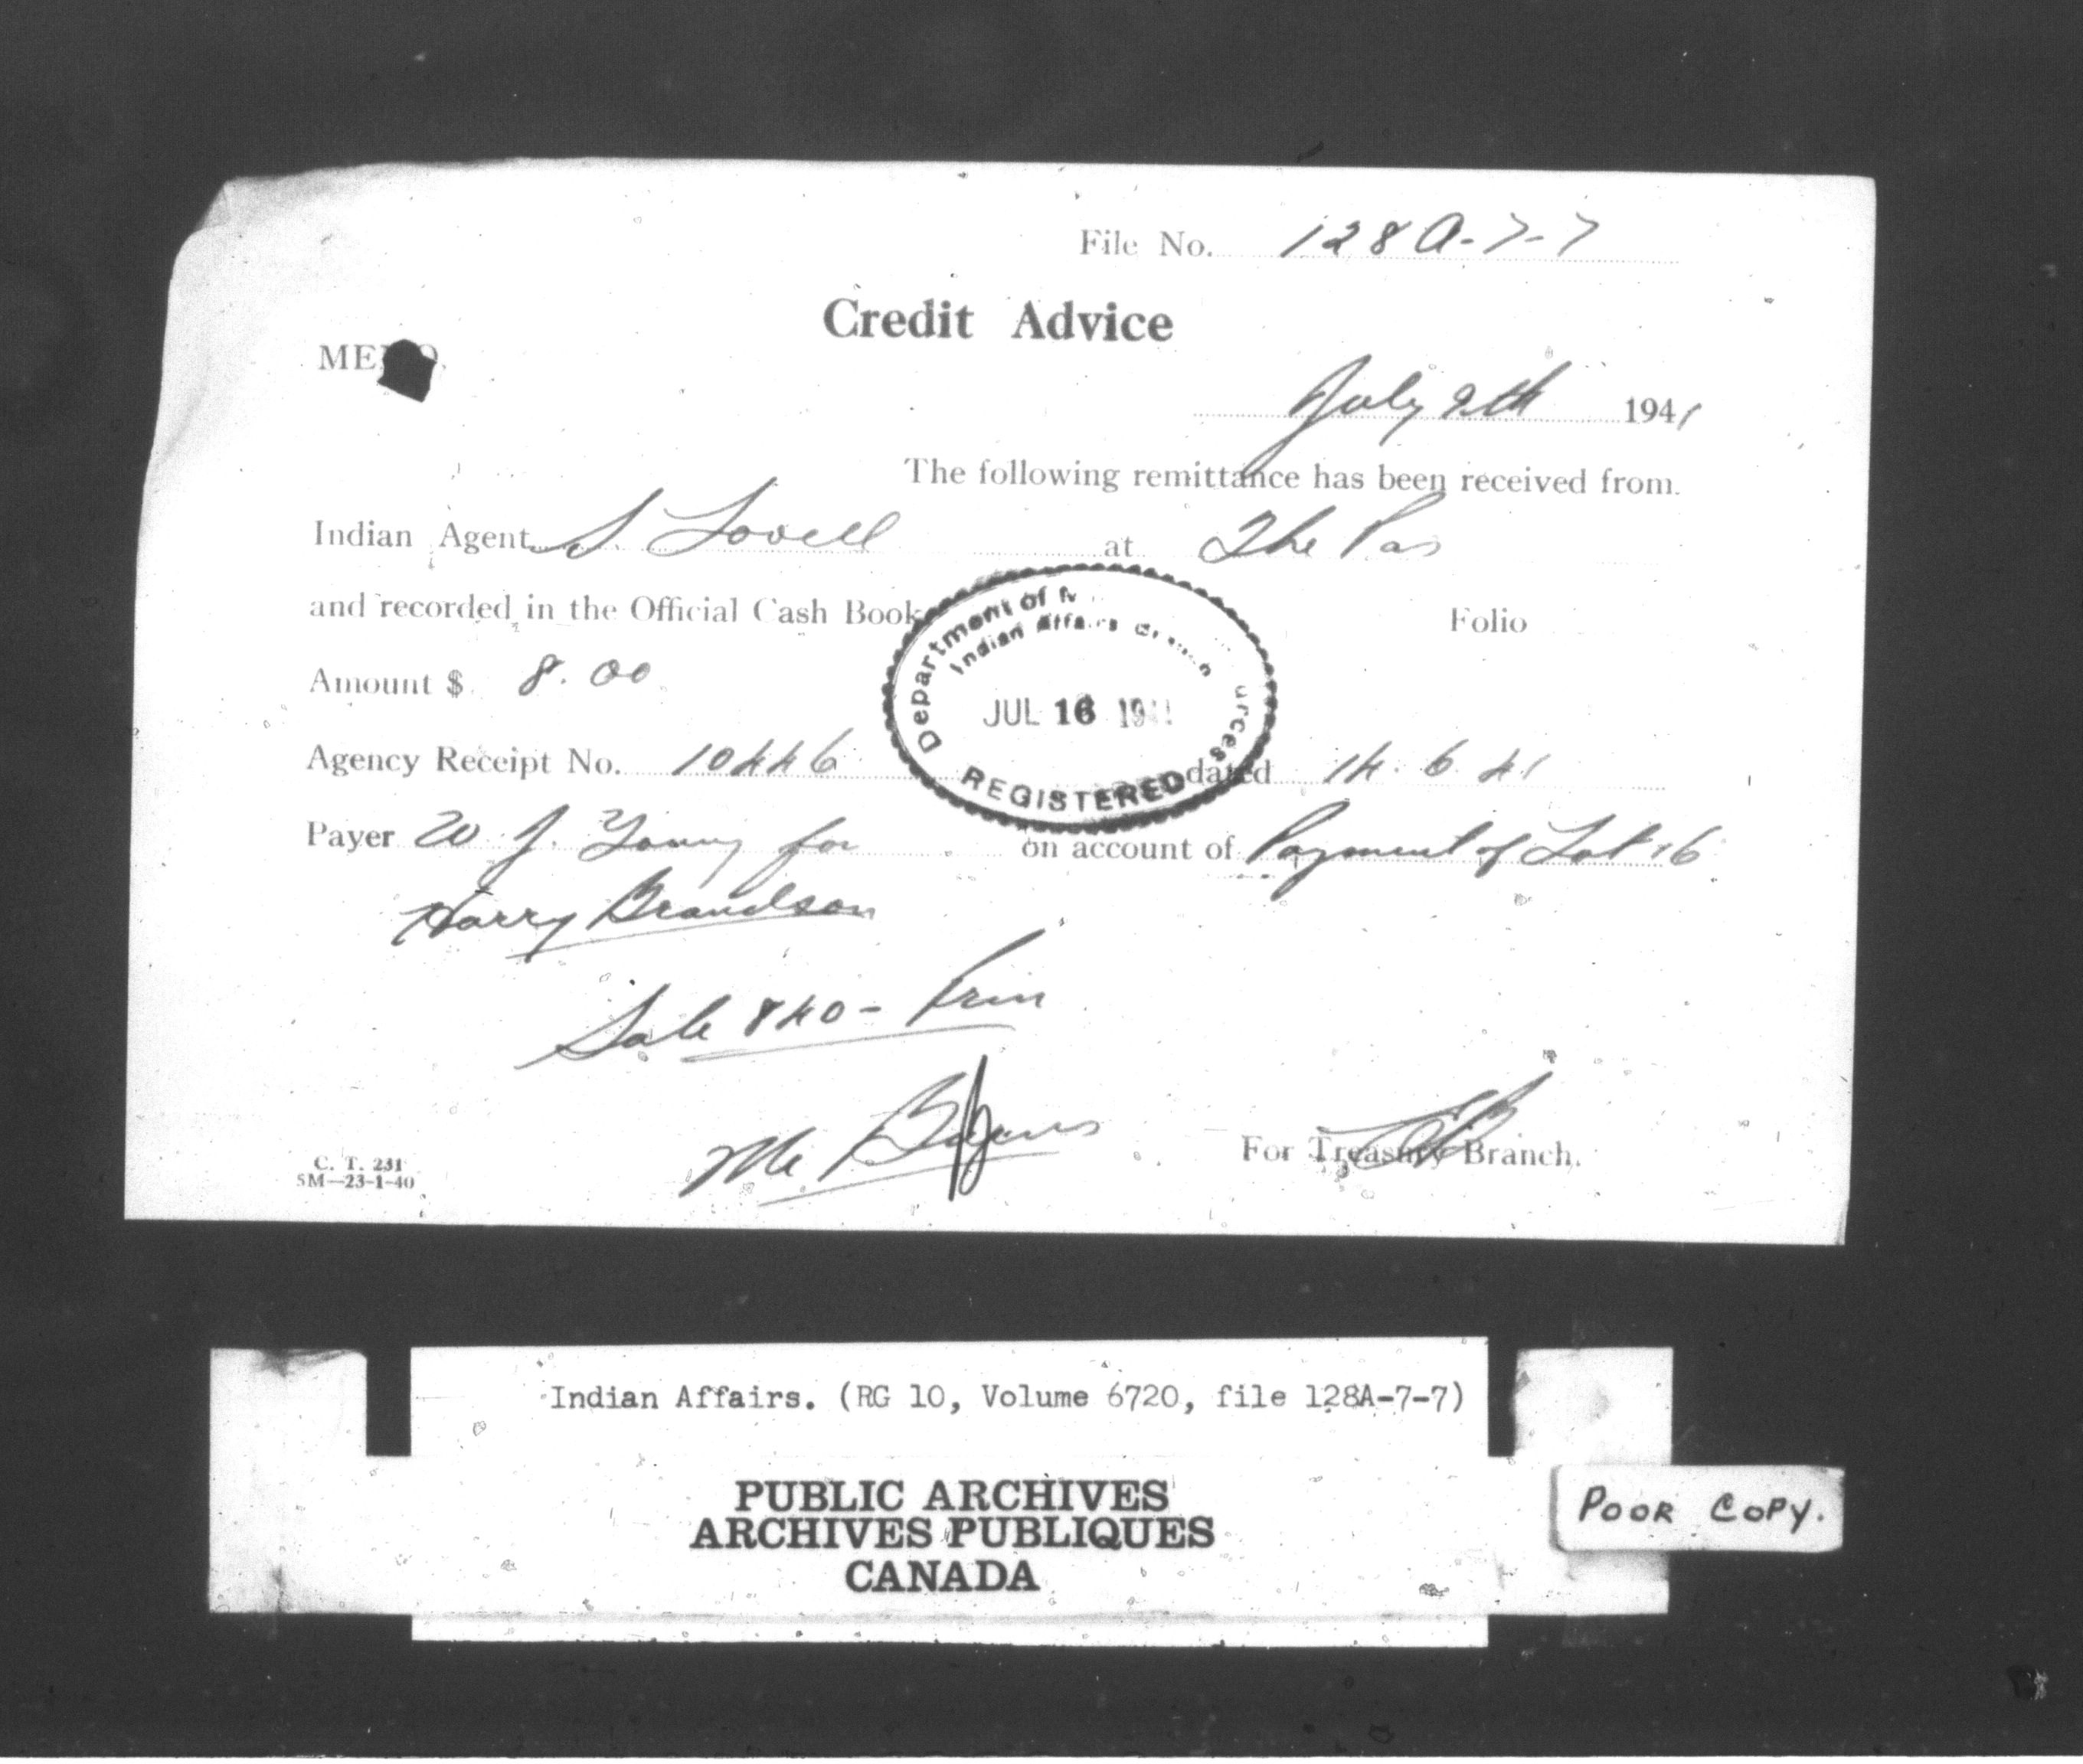 File No. 128A-7-7
Credit Advice
MEMO.
July 9th 1941
The following remittance has been received from.
Indian Agent S Lovell at The Pas
and recorded in the Official Cash Book Folio
Department of
Indian Affairs
JUL 16 1941
REGISTERED
Amount $ 8.00
Agency Receipt No. 10446 dated 14.6.41
Payer W. J. Young for on account of Payment of Lot 16
Harry Brandson
Sale 840 -
Mr.
For Treasury Branch.
C. T. 231
5M—23-1-40
Indian Affairs. (RG 10, Volume 6720, file 128A-7-7)
PUBLIC ARCHIVES
ARCHIVES PUBLIQUES
CANADA
POOR COPY.